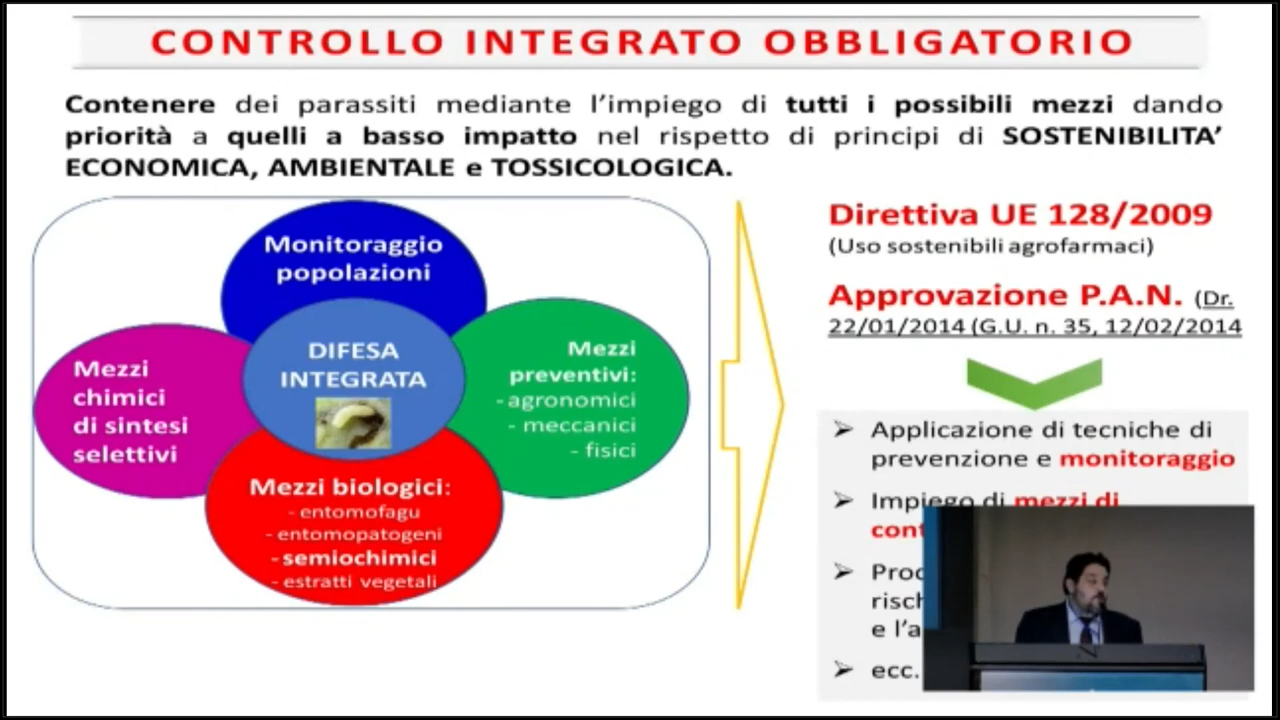 CONTROLLO INTEGRATO OBBLIGATORIO
Contenere dei parassiti mediante l'impiego di tutti i possibili mezzi dando
priorità a quelli a basso impatto nel rispetto di principi di SOSTENIBILITA'
ECONOMICA, AMBIENTALE e TOSSICOLOGICA.
Monitoraggio
popolazioni
DIFESA
INTEGRATA
Mezzi
chimici
di sintesi
selettivi
Mezzi
preventivi:
- agronomici
- meccanici
- fisici
Mezzi biologici:
- entomofagu
- entomopatogeni
- semiochimici
- estratti vegetali
Direttiva UE 128/2009
(Uso sostenibili agrofarmaci)
Approvazione P.A.N. (Dr.
22/01/2014 (G.U. n. 35, 12/02/2014
➢ Applicazione di tecniche di
prevenzione e monitoraggio
➢ Impiego di mezzi di
➢
e l'a
➢ ecc.